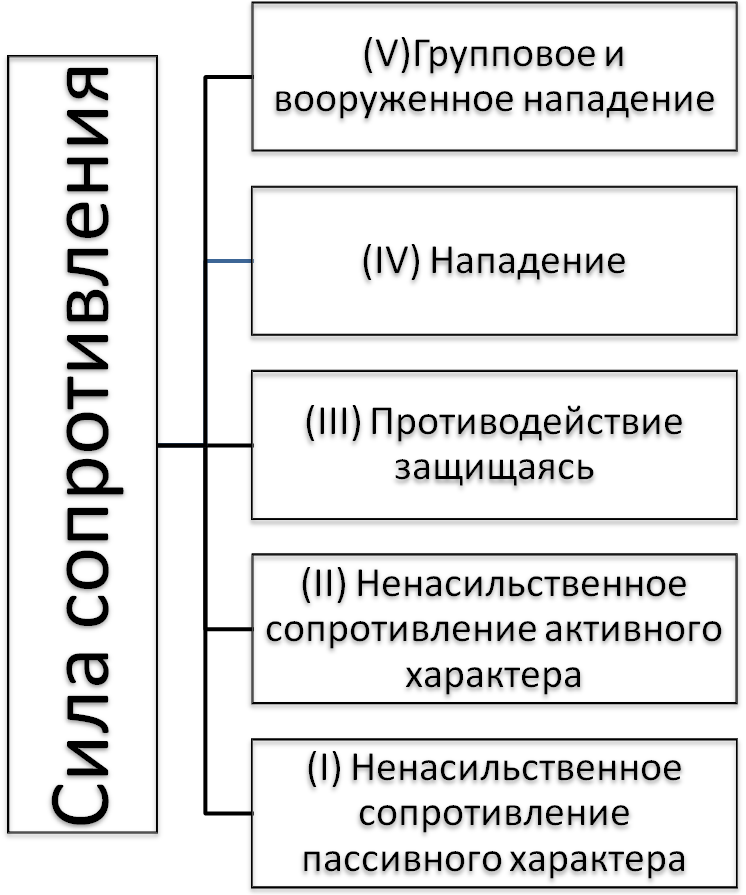 Сила сопротивления
(V)Групповое и
вооруженное нападение
(IV) Нападение
(III) Противодействие
защищаясь
(II) Ненасильственное
сопротивление активного
характера
(I) Ненасильственное
сопротивление
пассивного характера